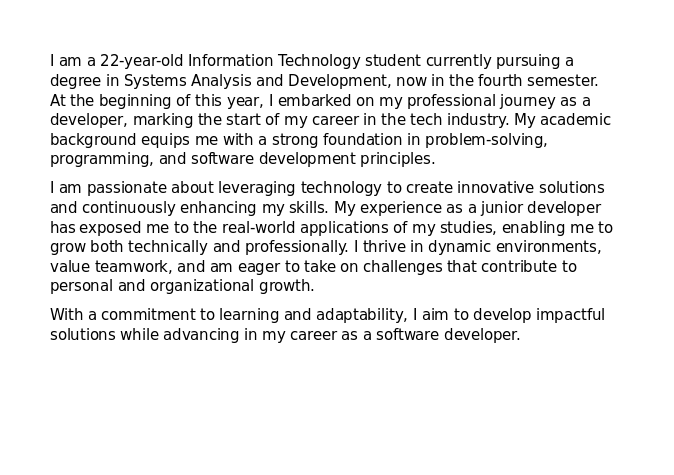 I am a 22-year-old Information Technology student currently pursuing a
degree in Systems Analysis and Development, now in the fourth semester.
At the beginning of this year, I embarked on my professional journey as a
developer, marking the start of my career in the tech industry. My academic
background equips me with a strong foundation in problem-solving,
programming, and software development principles.
I am passionate about leveraging technology to create innovative solutions
and continuously enhancing my skills. My experience as a junior developer
has exposed me to the real-world applications of my studies, enabling me to
grow both technically and professionally. I thrive in dynamic environments,
value teamwork, and am eager to take on challenges that contribute to
personal and organizational growth.
With a commitment to learning and adaptability, I aim to develop impactful
solutions while advancing in my career as a software developer.